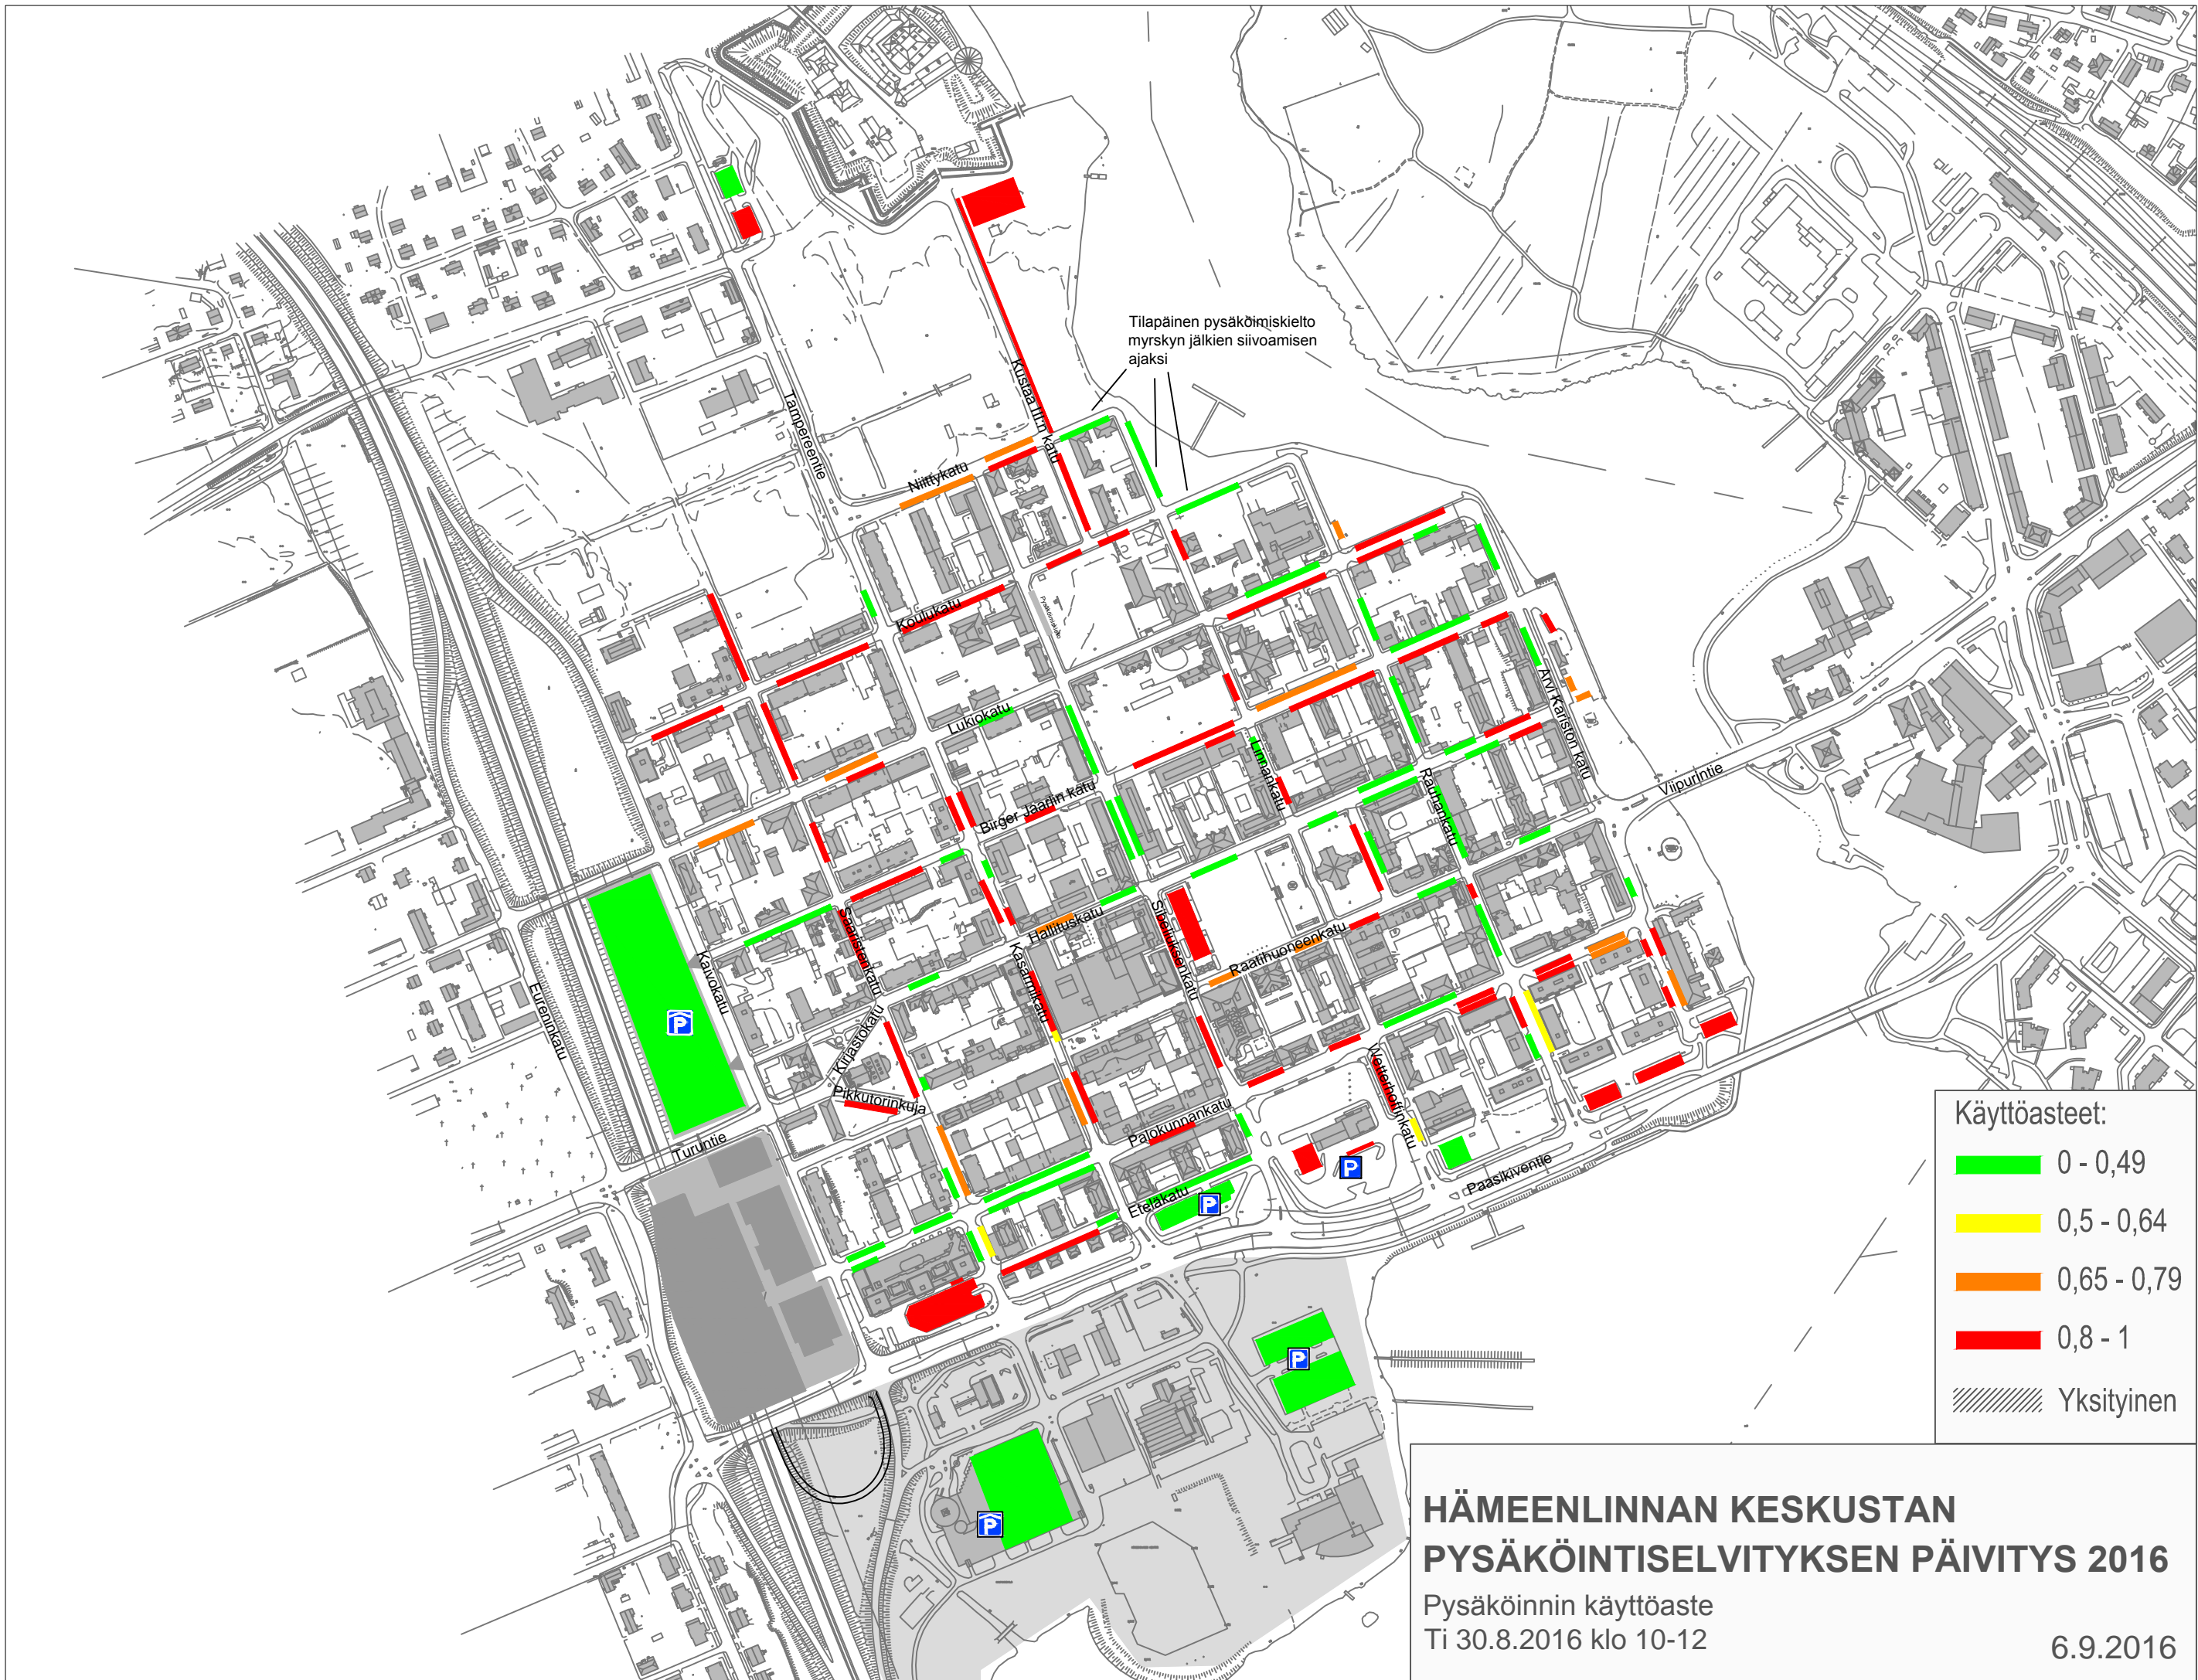 Tilapäinen pysäköimiskielto
myrskyn jälkien siivoamisen
ajaksi
Kustaa III:n katu
Tampereentie
Niittykatu
Koulukatu
Lukiokatu
Linnankatu
Arvi Kariston katu
Viipurintie
Birger Jaarlin katu
Rauhankatu
Saaristenkatu
Hallituskatu
Sibeliuksenkatu
Kasarmikatu
Raatihuoneenkatu
Kaivokatu
Eureninkatu
P
Kirjastokatu
Pikkutorinkuja
Wetterhoffinkatu
Palokunnankatu
Turuntie
P
Paasikiventie
Eteläkatu
P
P
P
Käyttöasteet:
0 - 0,49
0,5 - 0,64
0,65 - 0,79
0,8 - 1
Yksityinen
HÄMEENLINNAN KESKUSTAN
PYSÄKÖINTISELVITYKSEN PÄIVITYS 2016
Pysäköinnin käyttöaste
Ti 30.8.2016 klo 10-12
6.9.2016